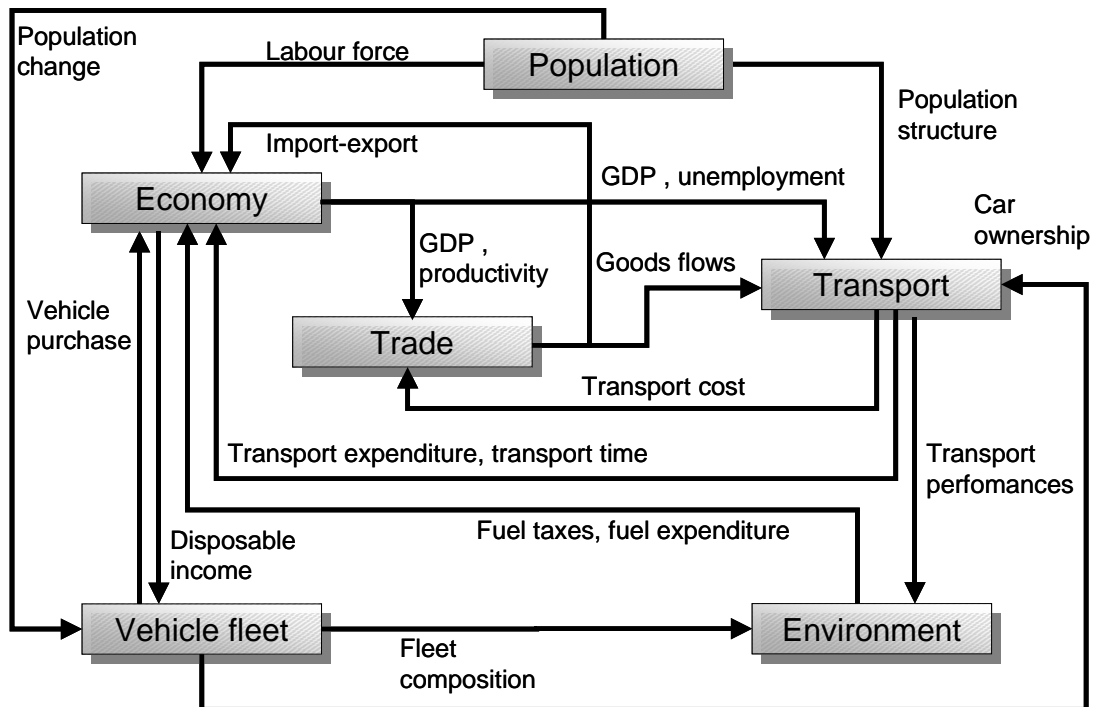 Population
change
Labour force
Population
Population
structure
Import-export
Economy
GDP , unemployment
Car
ownership
GDP ,
productivity
Goods flows
Transport
Vehicle
purchase
Trade
Transport cost
Transport expenditure, transport time
Transport
perfomances
Fuel taxes, fuel expenditure
Disposable
income
Vehicle fleet
Environment
Fleet
composition